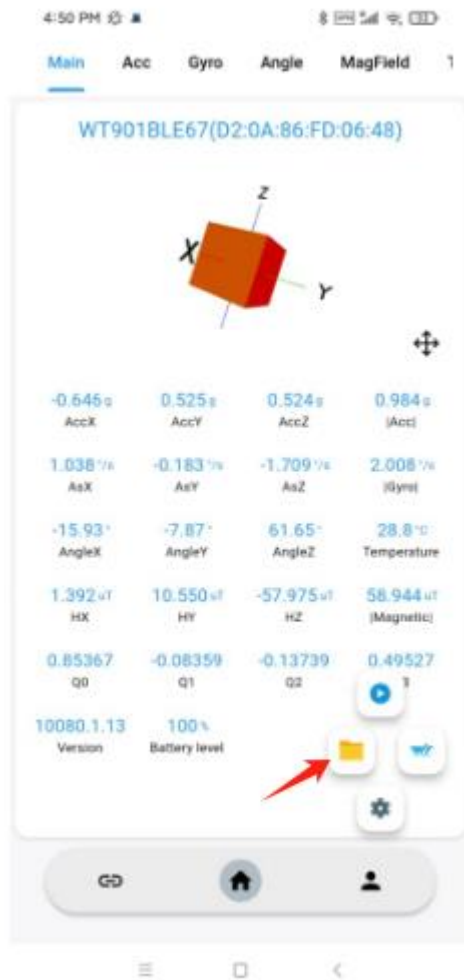 4:50 PM
Main Acc Gyro Angle MagField
WT901BLE67(D2:0A:86:FD:06:48)
Z
X
Y
-0.646g 0.525g 0.524g 0.984g
AccX AccY AccZ |Acc|
1.038°/s -0.183°/s -1.709°/s 2.008°/s
AsX AsY AsZ |Gyro|
-15.93° -7.87° 61.65° 28.8°C
AngleX AngleY AngleZ Temperature
1.392uT 10.550uT -57.975uT 58.944uT
HX HY HZ |Magnetic|
0.85367 -0.08359 -0.13739 0.49527
Q0 Q1 Q2 3
10080.1.13 100%
Version Battery level